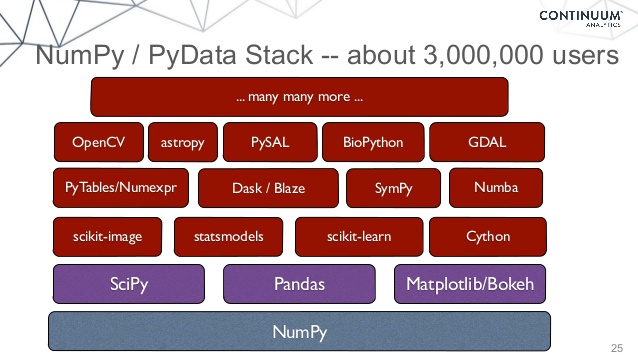 CONTINUUM
ANALYTICS
NumPy / PyData Stack -- about 3,000,000 users
... many many more ...
OpenCV astropy PySAL BioPython GDAL
PyTables/Numexpr Dask / Blaze SymPy Numba
scikit-image statsmodels scikit-learn Cython
SciPy Pandas Matplotlib/Bokeh
NumPy
25